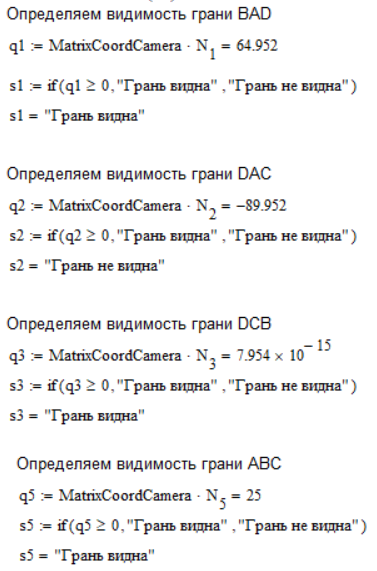 Определяем видимость грани BAD
q1 := MatrixCoordCamera · N₁ = 64.952
s1 := if(q1 ≥ 0,"Грань видна" ,"Грань не видна")
s1 = "Грань видна"
Определяем видимость грани DAC
q2 := MatrixCoordCamera · N₂ = −89.952
s2 := if(q2 ≥ 0,"Грань видна" ,"Грань не видна")
s2 = "Грань не видна"
Определяем видимость грани DCB
q3 := MatrixCoordCamera · N₃ = 7.954 × 10⁻¹⁵
s3 := if(q3 ≥ 0,"Грань видна" ,"Грань не видна")
s3 = "Грань видна"
Определяем видимость грани ABC
q5 := MatrixCoordCamera · N₅ = 25
s5 := if(q5 ≥ 0,"Грань видна" ,"Грань не видна")
s5 = "Грань видна"